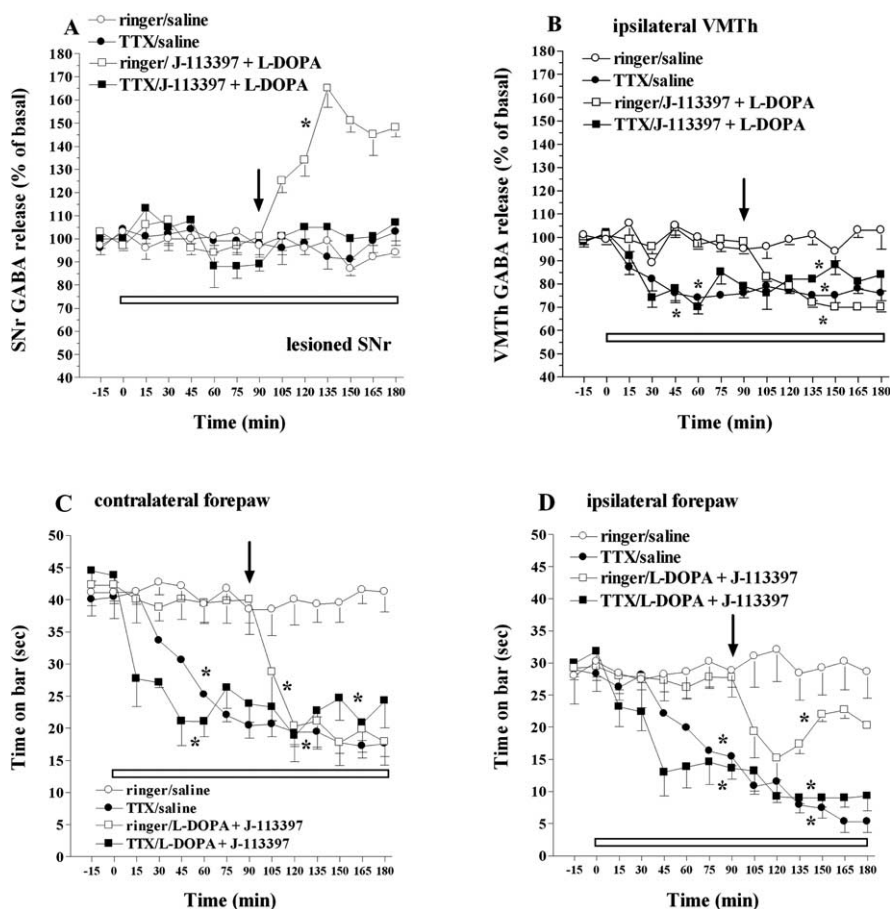 A
ringer/saline
TTX/saline
ringer/ J-113397 + L-DOPA
TTX/J-113397 + L-DOPA
SNr GABA release (% of basal)
180
170
160
150
140
130
120
110
100
90
80
70
60
50
40
*
lesioned SNr
-15 0 15 30 45 60 75 90 105 120 135 150 165 180
Time (min)
B ipsilateral VMTh
ringer/saline
TTX/saline
ringer/J-113397 + L-DOPA
TTX/J-113397 + L-DOPA
VMTh GABA release (% of basal)
180
170
160
150
140
130
120
110
100
90
80
70
60
50
40
* * * * *
-15 0 15 30 45 60 75 90 105 120 135 150 165 180
Time (min)
C contralateral forepaw
Time on bar (sec)
50
45
40
35
30
25
20
15
10
5
0
* * * * *
ringer/saline
TTX/saline
ringer/L-DOPA + J-113397
TTX/L-DOPA + J-113397
-15 0 15 30 45 60 75 90 105 120 135 150 165 180
Time (min)
D ipsilateral forepaw
ringer/saline
TTX/saline
ringer/L-DOPA + J-113397
TTX/L-DOPA + J-113397
Time on bar (sec)
50
45
40
35
30
25
20
15
10
5
0
* * * * *
-15 0 15 30 45 60 75 90 105 120 135 150 165 180
Time (min)